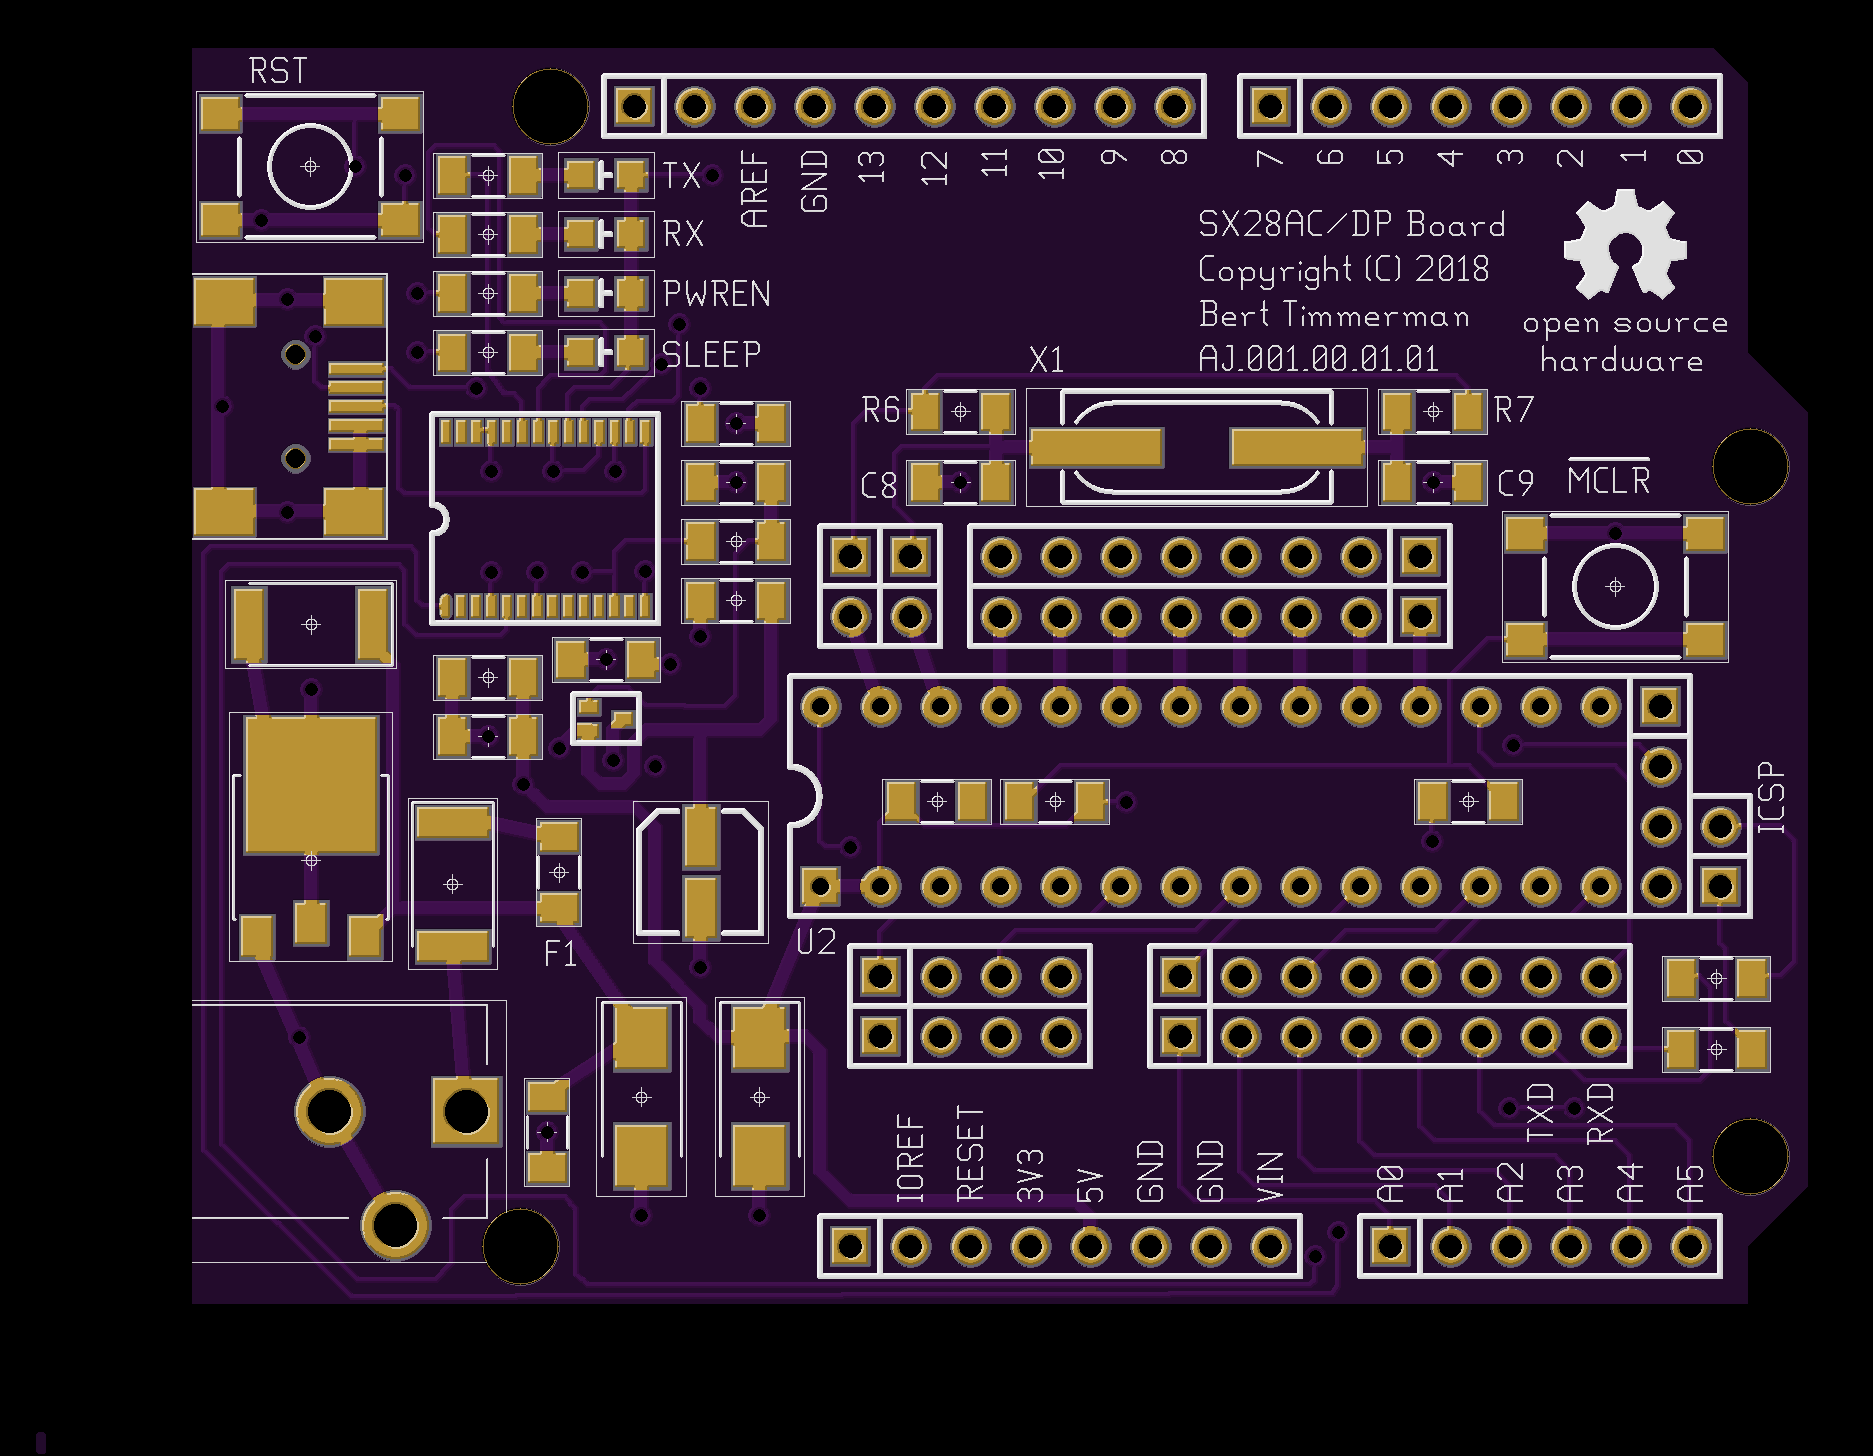 RST
TX
RX
PWREN
SLEEP
AREF
GND
13
12
11
10
9
8
7
6
5
4
3
2
1
0
SX28AC/DP Board
Copyright (C) 2018
Bert Timmerman
AJ.001.00.01.01
open source
hardware
X1
R6
R7
C8
C9
MCLR
ICSP
U2
F1
TXD
RXD
IOREF
RESET
3V3
5V
GND
GND
VIN
A0
A1
A2
A3
A4
A5